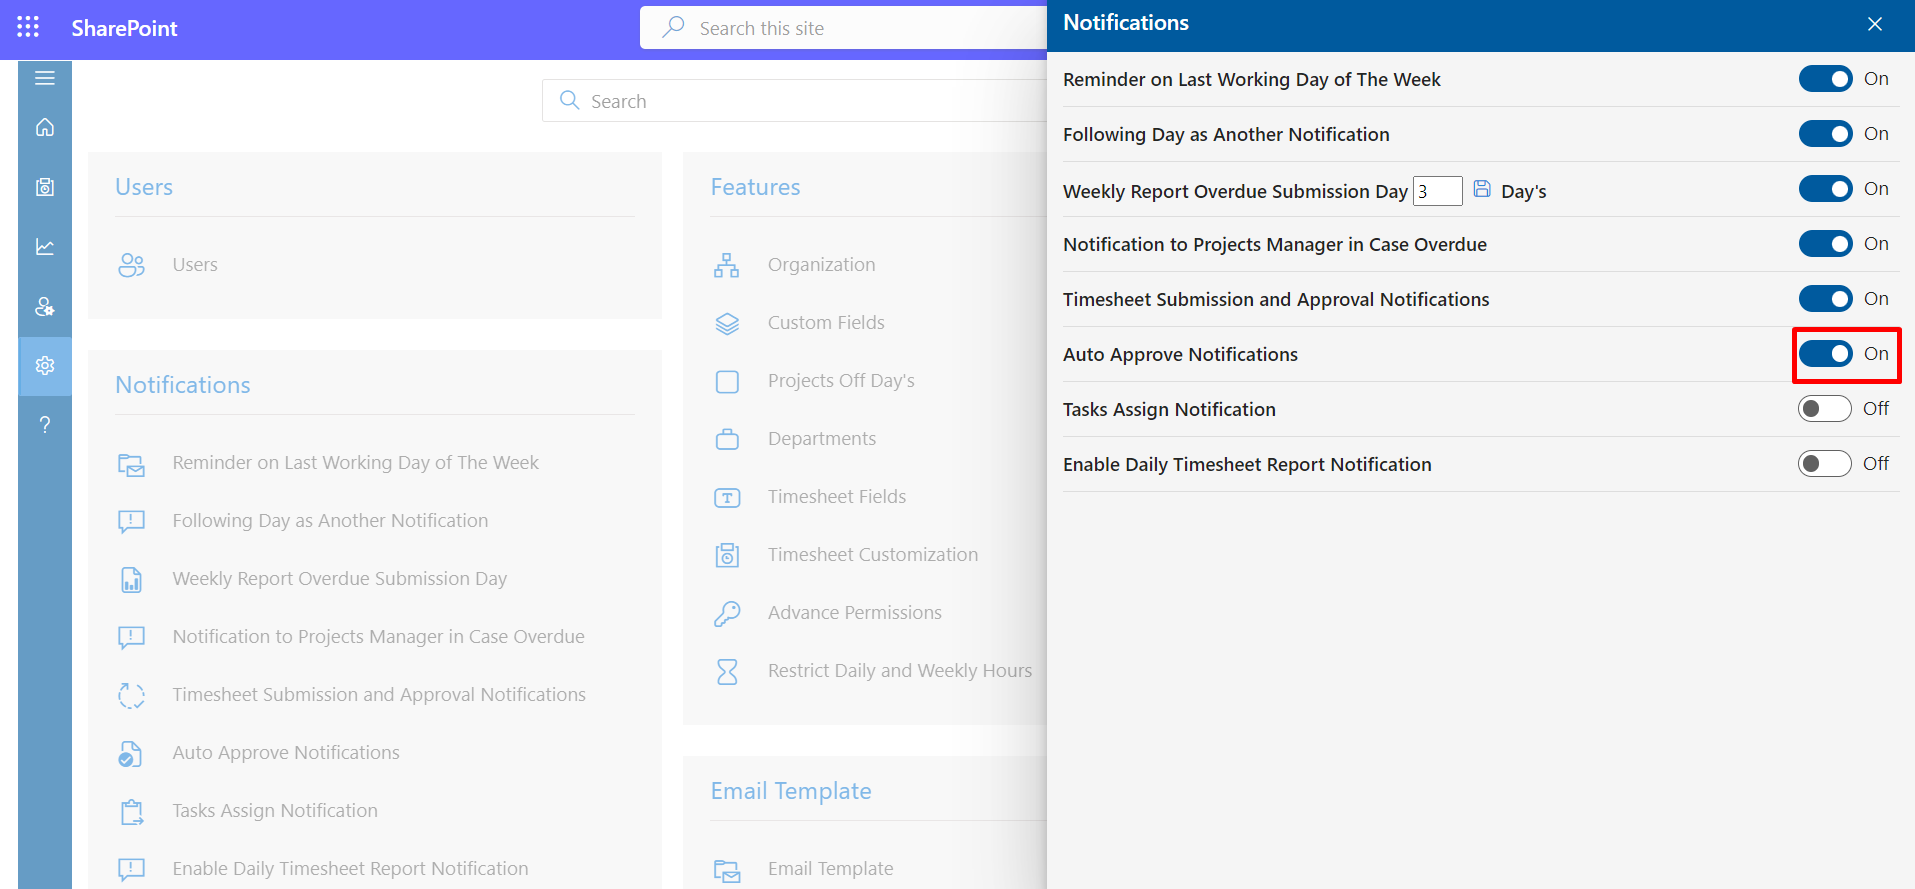 SharePoint
Search this site
Search
Users
Users
Notifications
Reminder on Last Working Day of The Week
Following Day as Another Notification
Weekly Report Overdue Submission Day
Notification to Projects Manager in Case Overdue
Timesheet Submission and Approval Notifications
Auto Approve Notifications
Tasks Assign Notification
Enable Daily Timesheet Report Notification
Features
Organization
Custom Fields
Projects Off Day's
Departments
Timesheet Fields
Timesheet Customization
Advance Permissions
Restrict Daily and Weekly Hours
Email Template
Email Template
Notifications
Reminder on Last Working Day of The Week On
Following Day as Another Notification On
Weekly Report Overdue Submission Day 3 Day's On
Notification to Projects Manager in Case Overdue On
Timesheet Submission and Approval Notifications On
Auto Approve Notifications On
Tasks Assign Notification Off
Enable Daily Timesheet Report Notification Off